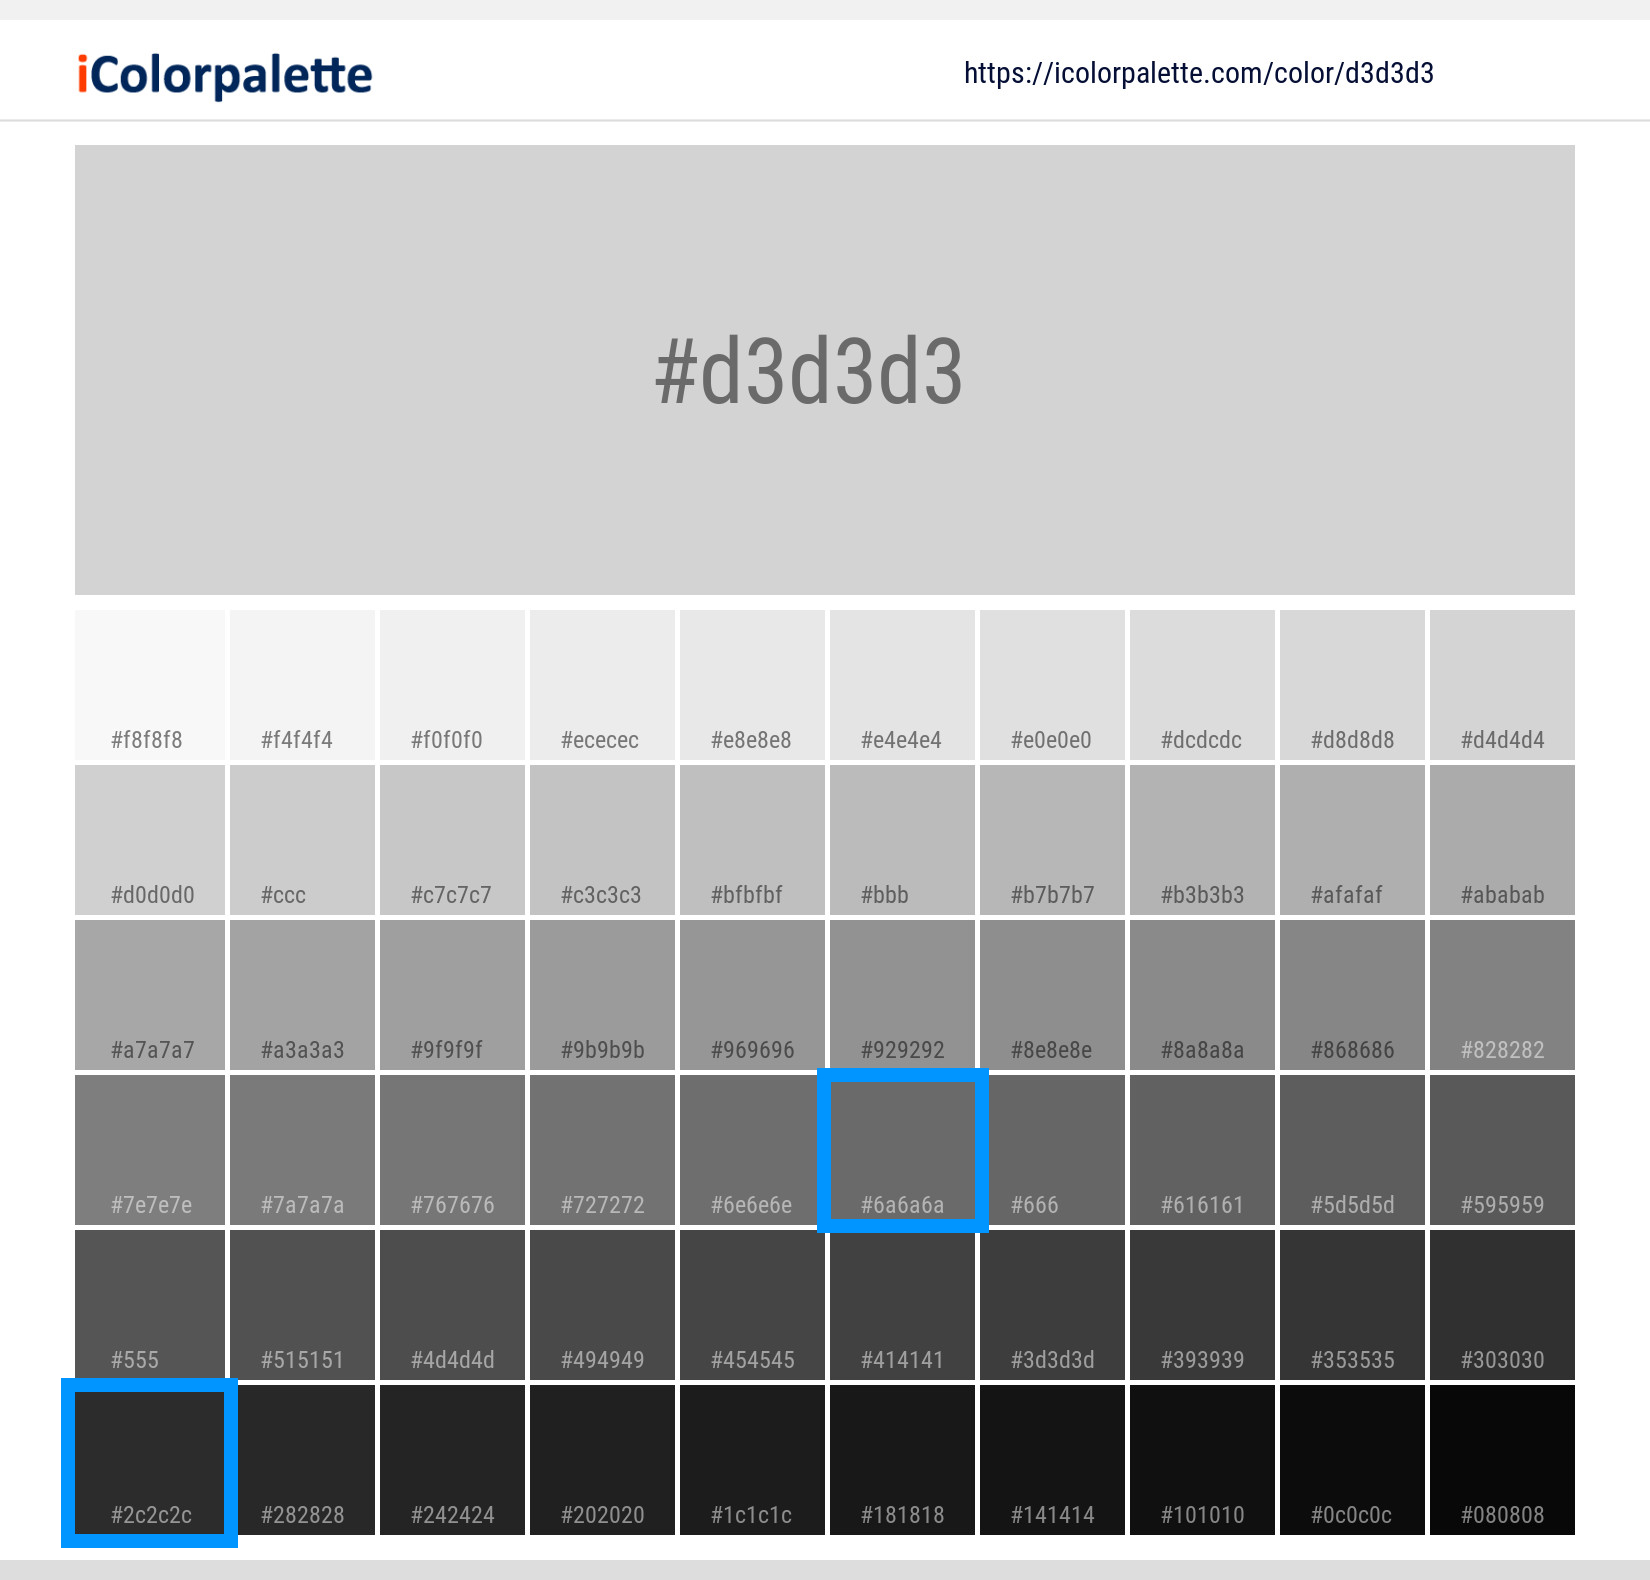 iColorpalette
https://icolorpalette.com/color/d3d3d3
#d3d3d3
#f8f8f8 #f4f4f4 #f0f0f0 #ececec #e8e8e8 #e4e4e4 #e0e0e0 #dcdcdc #d8d8d8 #d4d4d4
#d0d0d0 #ccc #c7c7c7 #c3c3c3 #bfbfbf #bbb #b7b7b7 #b3b3b3 #afafaf #ababab
#a7a7a7 #a3a3a3 #9f9f9f #9b9b9b #969696 #929292 #8e8e8e #8a8a8a #868686 #828282
#7e7e7e #7a7a7a #767676 #727272 #6e6e6e #6a6a6a #666 #616161 #5d5d5d #595959
#555 #515151 #4d4d4d #494949 #454545 #414141 #3d3d3d #393939 #353535 #303030
#2c2c2c #282828 #242424 #202020 #1c1c1c #181818 #141414 #101010 #0c0c0c #080808